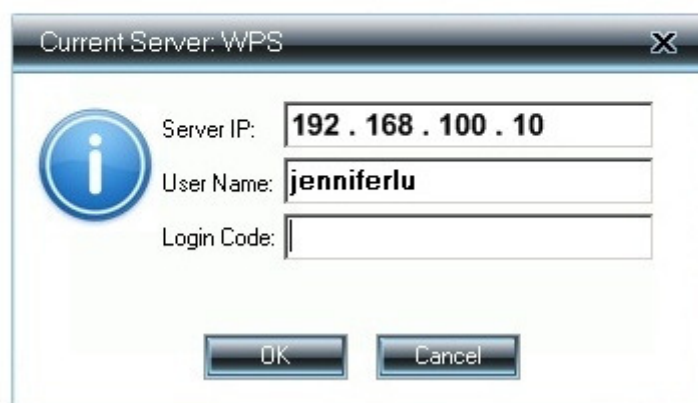 Current Server: WPS
Server IP: 192 . 168 . 100 . 10
User Name: jenniferlu
Login Code:
OK Cancel